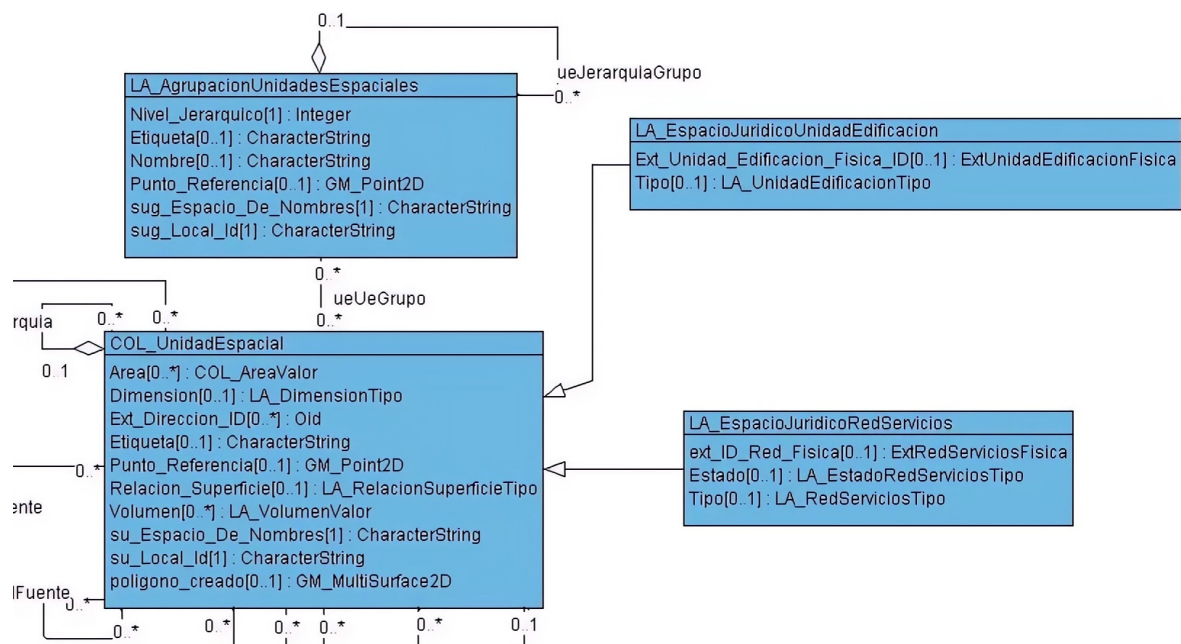 0..1
ueJerarquiaGrupo
0..*
LA_AgrupacionUnidadesEspaciales
Nivel_Jerarquico[1] : Integer
Etiqueta[0..1] : CharacterString
Nombre[0..1] : CharacterString
Punto_Referencia[0..1] : GM_Point2D
sug_Espacio_De_Nombres[1] : CharacterString
sug_Local_Id[1] : CharacterString
LA_EspacioJuridicoUnidadEdificacion
Ext_Unidad_Edificacion_Fisica_ID[0..1] : ExtUnidadEdificacionFisica
Tipo[0..1] : LA_UnidadEdificacionTipo
0..*
ueUeGrupo
0..*
rquia
0..*
0..*
0..1
COL_UnidadEspacial
Area[0..*] : COL_AreaValor
Dimension[0..1] : LA_DimensionTipo
Ext_Direccion_ID[0..*] : Oid
Etiqueta[0..1] : CharacterString
Punto_Referencia[0..1] : GM_Point2D
Relacion_Superficie[0..1] : LA_RelacionSuperficieTipo
Volumen[0..*] : LA_VolumenValor
su_Espacio_De_Nombres[1] : CharacterString
su_Local_Id[1] : CharacterString
poligono_creado[0..1] : GM_MultiSurface2D
LA_EspacioJuridicoRedServicios
ext_ID_Red_Fisica[0..1] : ExtRedServiciosFisica
Estado[0..1] : LA_EstadoRedServiciosTipo
Tipo[0..1] : LA_RedServiciosTipo
0..*
ente
lFuente
0..*
0..*
0..*
0..*
0..*
0..*
0..1